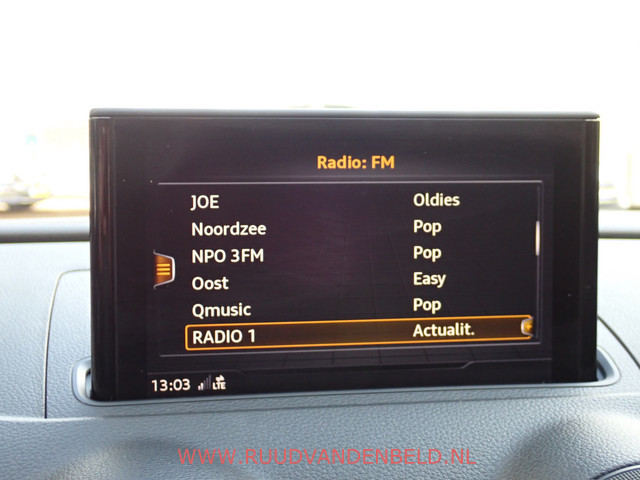 Radio: FM
JOE Oldies
Noordzee Pop
NPO 3FM Pop
Oost Easy
Qmusic Pop
RADIO 1 Actualit.
13:03 LTE
WWW.RUUDVANDENBELD.NL